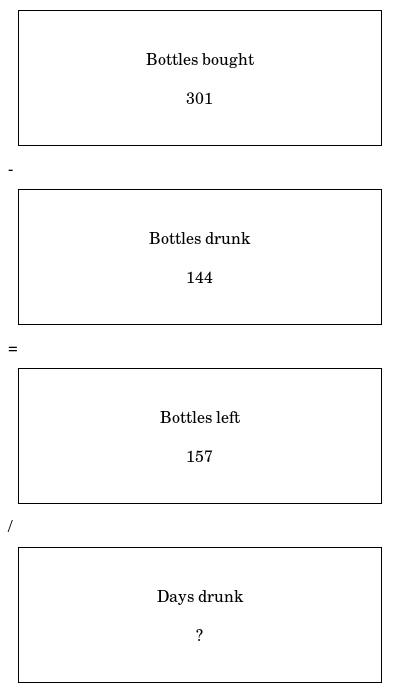 Bottles bought
301
-
Bottles drunk
144
=
Bottles left
157
/
Days drunk
?